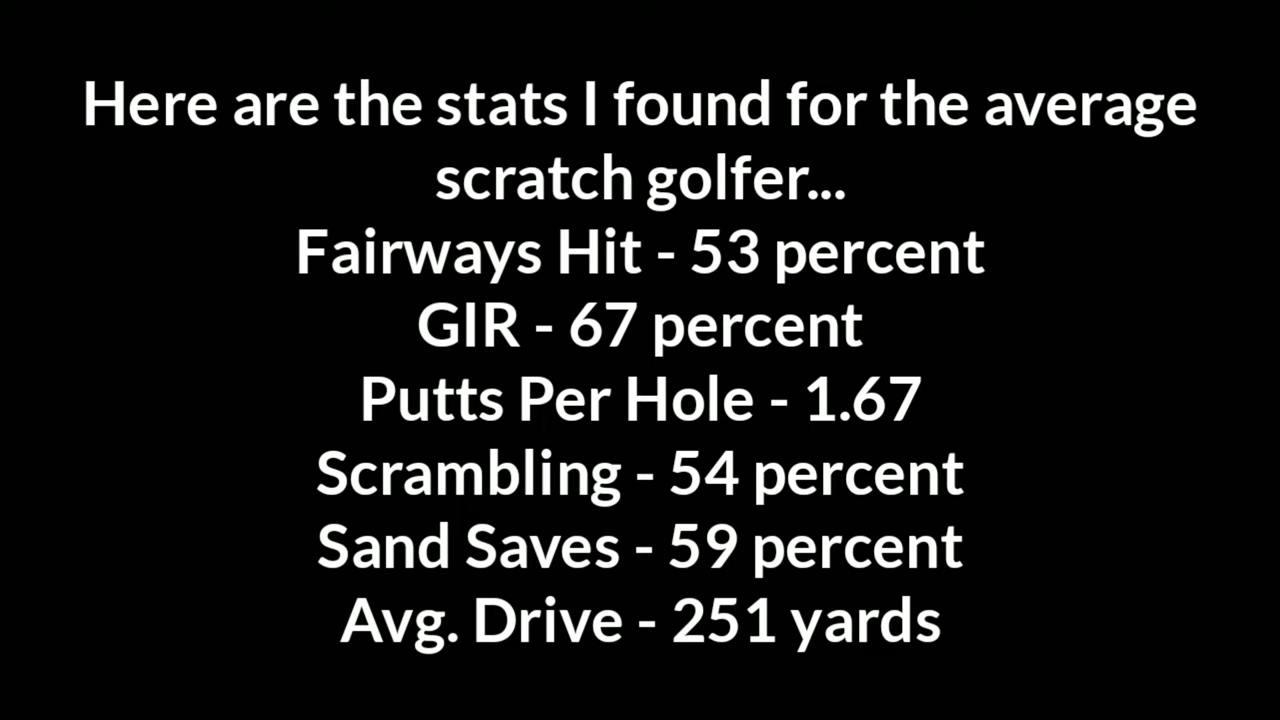 Here are the stats I found for the average
scratch golfer...
Fairways Hit - 53 percent
GIR - 67 percent
Putts Per Hole - 1.67
Scrambling - 54 percent
Sand Saves - 59 percent
Avg. Drive - 251 yards